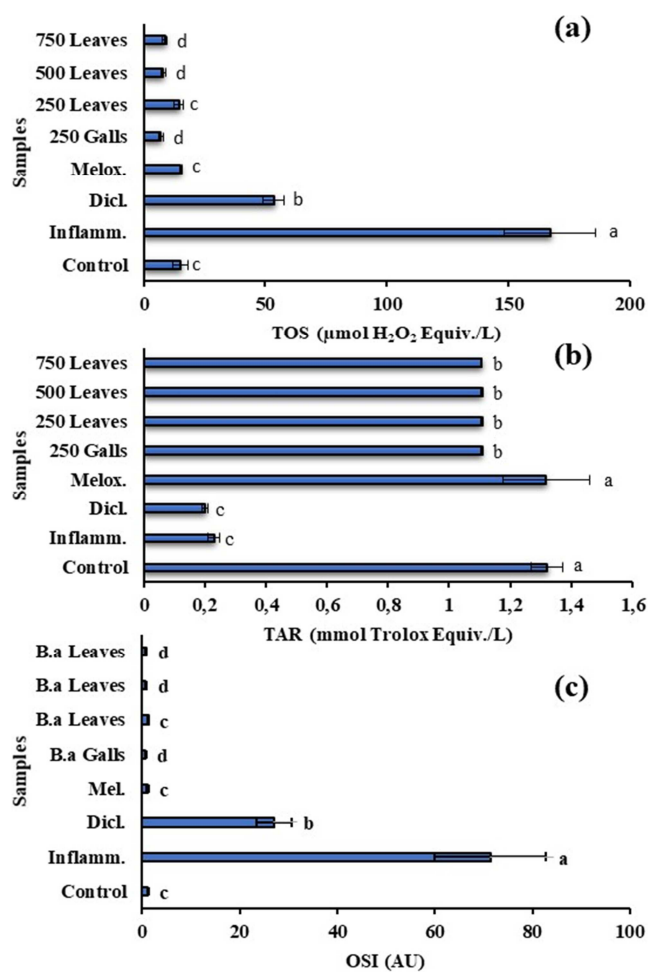 (a)
750 Leaves d
500 Leaves d
250 Leaves c
250 Galls d
Melox. c
Dicl. b
Inflamm. a
Control c
Samples
0 50 100 150 200
TOS (µmol H₂O₂ Equiv./L)
(b)
750 Leaves b
500 Leaves b
250 Leaves b
250 Galls b
Melox. a
Dicl. c
Inflamm. c
Control a
Samples
0 0,2 0,4 0,6 0,8 1 1,2 1,4 1,6
TAR (mmol Trolox Equiv./L)
(c)
B.a Leaves d
B.a Leaves d
B.a Leaves c
B.a Galls d
Mel. c
Dicl. b
Inflamm. a
Control c
Samples
0 20 40 60 80 100
OSI (AU)